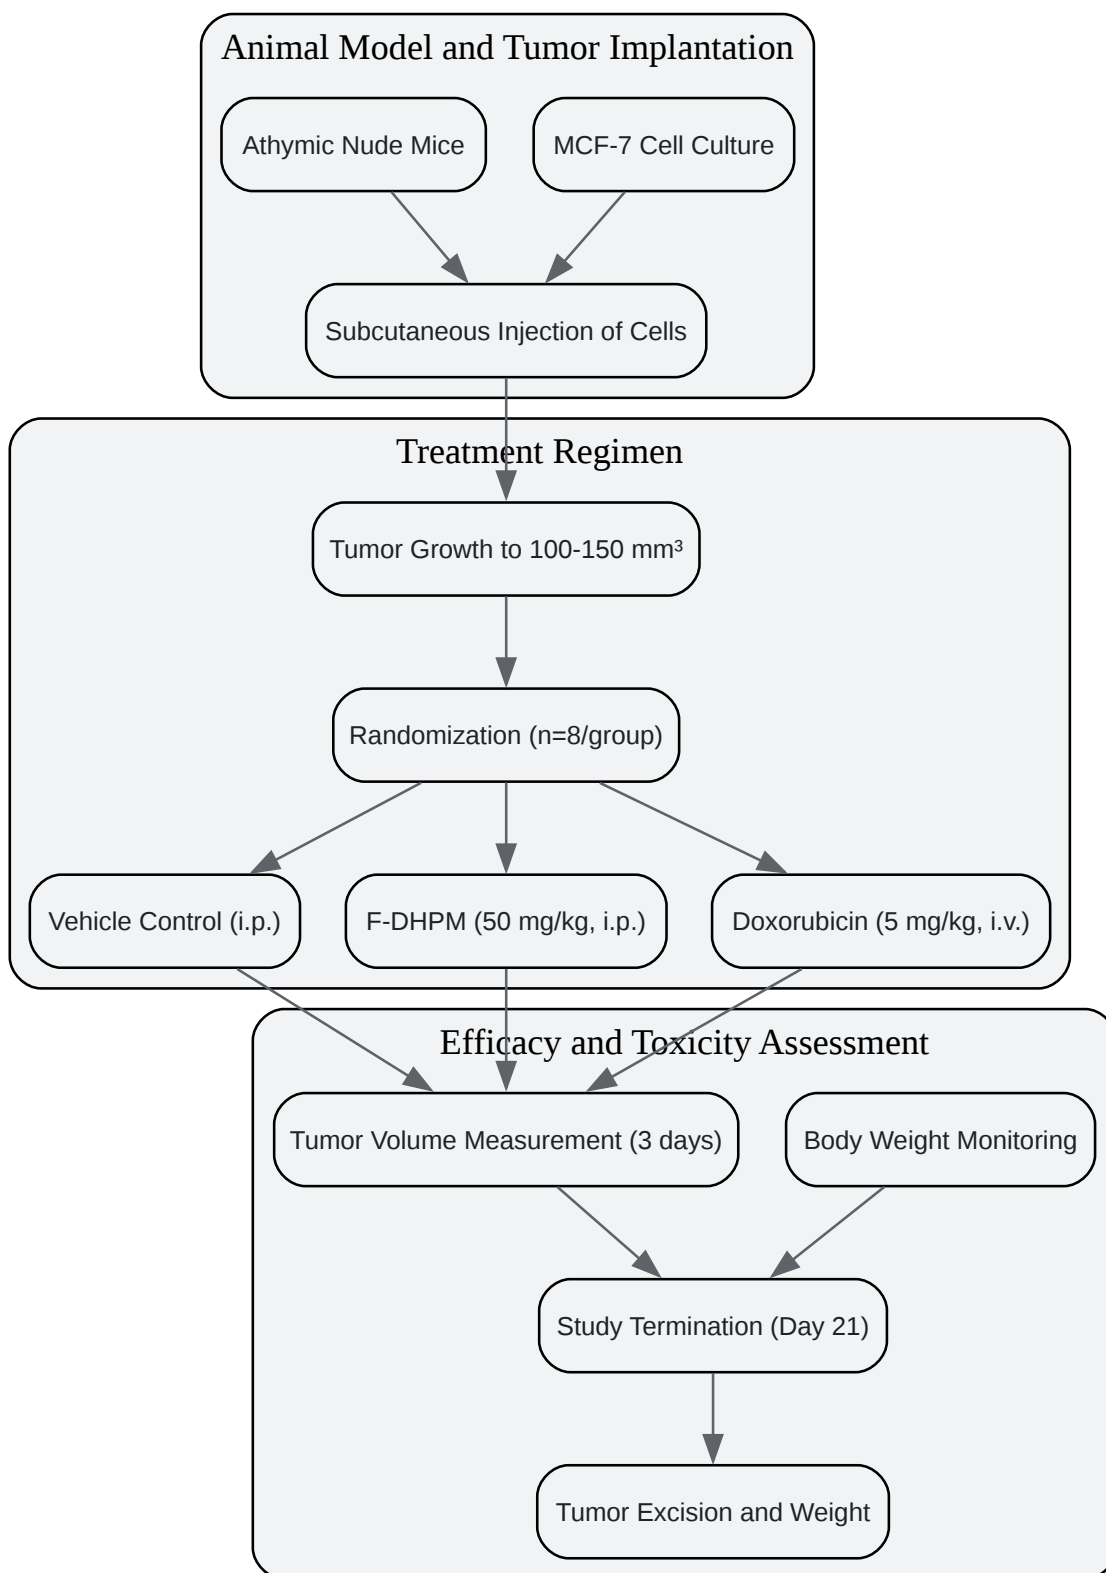 Animal Model and Tumor Implantation
Athymic Nude Mice
MCF-7 Cell Culture
Subcutaneous Injection of Cells
Treatment Regimen
Tumor Growth to 100-150 mm³
Randomization (n=8/group)
Vehicle Control (i.p.)
F-DHPM (50 mg/kg, i.p.)
Doxorubicin (5 mg/kg, i.v.)
Efficacy and Toxicity Assessment
Tumor Volume Measurement (3 days)
Body Weight Monitoring
Study Termination (Day 21)
Tumor Excision and Weight